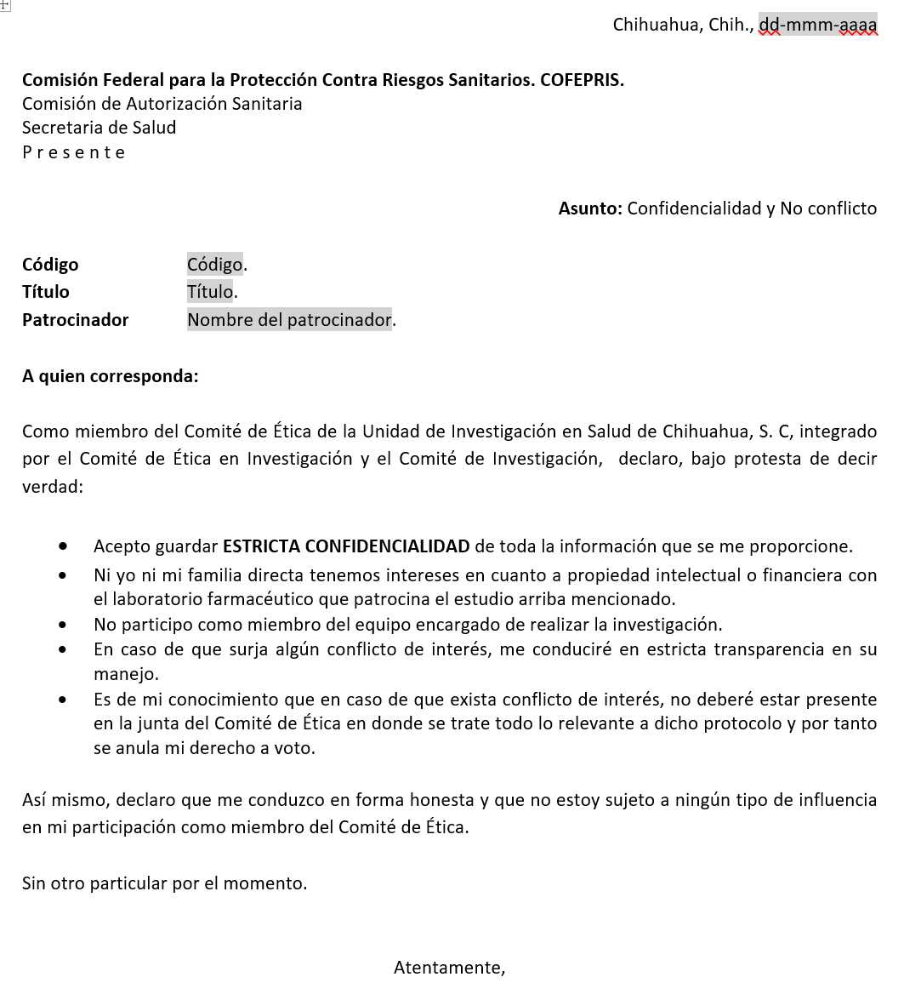 Chihuahua, Chih., dd-mmm-aaaa
Comisión Federal para la Protección Contra Riesgos Sanitarios. COFEPRIS.
Comisión de Autorización Sanitaria
Secretaria de Salud
P r e s e n t e
Asunto: Confidencialidad y No conflicto
Código Código.
Título Título.
Patrocinador Nombre del patrocinador.
A quien corresponda:
Como miembro del Comité de Ética de la Unidad de Investigación en Salud de Chihuahua, S. C, integrado
por el Comité de Ética en Investigación y el Comité de Investigación,  declaro, bajo protesta de decir
verdad:
• Acepto guardar ESTRICTA CONFIDENCIALIDAD de toda la información que se me proporcione.
• Ni yo ni mi familia directa tenemos intereses en cuanto a propiedad intelectual o financiera con
el laboratorio farmacéutico que patrocina el estudio arriba mencionado.
• No participo como miembro del equipo encargado de realizar la investigación.
• En caso de que surja algún conflicto de interés, me conduciré en estricta transparencia en su
manejo.
• Es de mi conocimiento que en caso de que exista conflicto de interés, no deberé estar presente
en la junta del Comité de Ética en donde se trate todo lo relevante a dicho protocolo y por tanto
se anula mi derecho a voto.
Así mismo, declaro que me conduzco en forma honesta y que no estoy sujeto a ningún tipo de influencia
en mi participación como miembro del Comité de Ética.
Sin otro particular por el momento.
Atentamente,